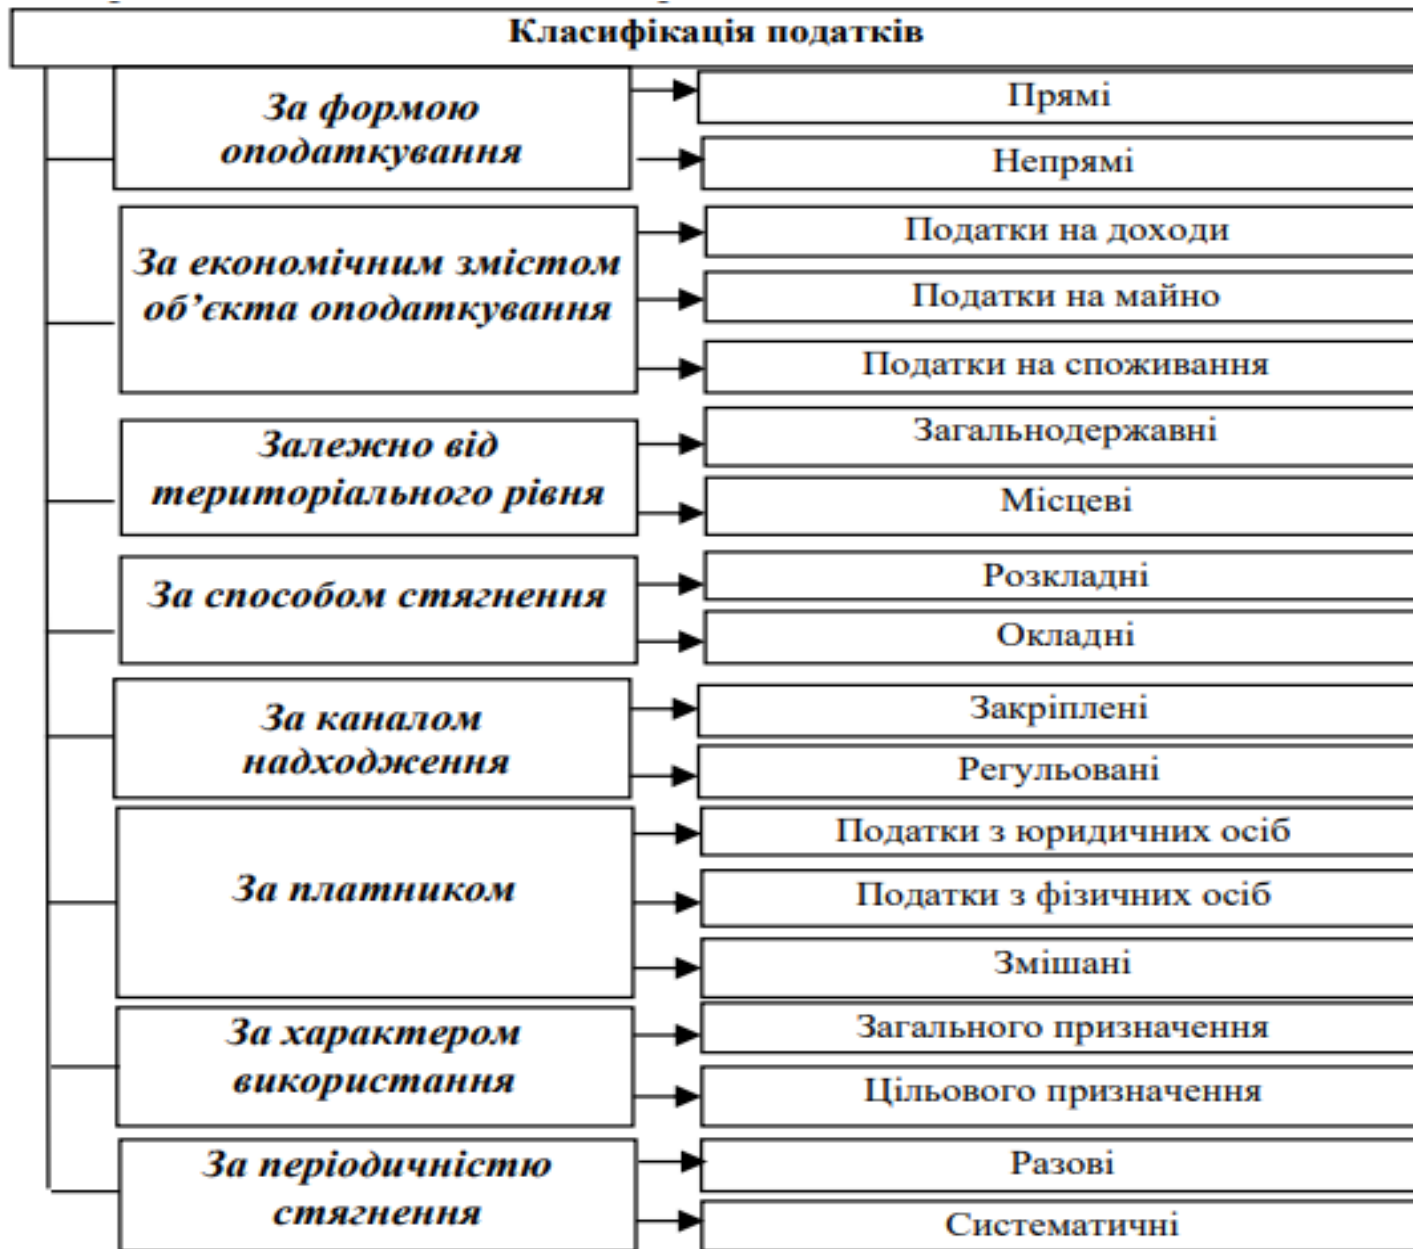 Класифікація податків
За формою
оподаткування
Прямі
Непрямі
За економічним змістом
об’єкта оподаткування
Податки на доходи
Податки на майно
Податки на споживання
Залежно від
територіального рівня
Загальнодержавні
Місцеві
За способом стягнення
Розкладні
Окладні
За каналом
надходження
Закріплені
Регульовані
За платником
Податки з юридичних осіб
Податки з фізичних осіб
Змішані
За характером
використання
Загального призначення
Цільового призначення
За періодичністю
стягнення
Разові
Систематичні